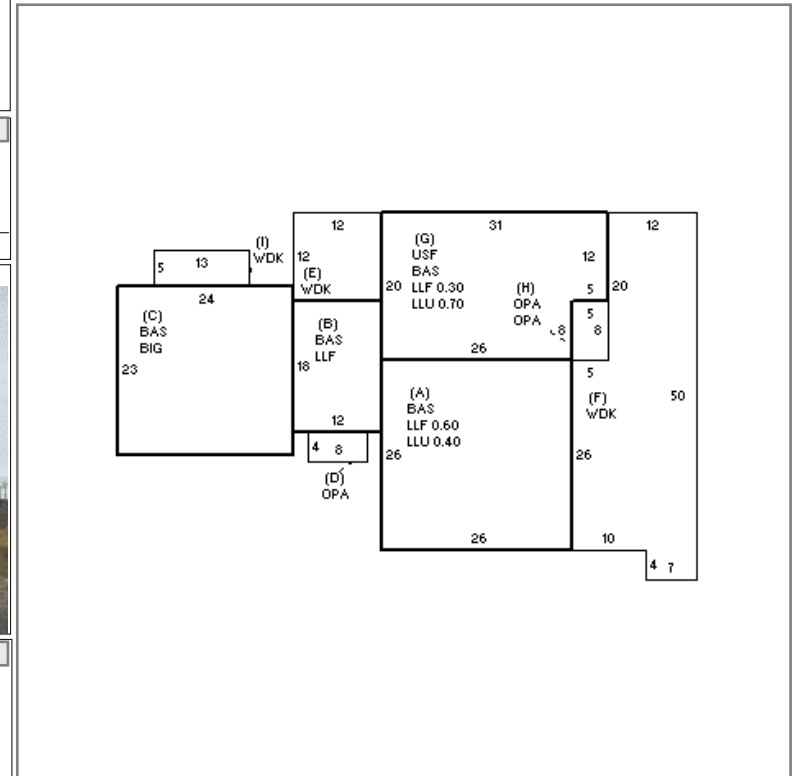 12
31
12
(I)
WDK
13
5
12
(E)
WDK
(G)
USF
BAS
LLF 0.30
LLU 0.70
12
20
20
5
(H)
OPA
OPA
5
8
8
24
(C)
BAS
BIG
23
(B)
BAS
LLF
18
12
26
5
(A)
BAS
LLF 0.60
LLU 0.40
(F)
WDK
50
4
8
(D)
OPA
26
26
26
10
4
7